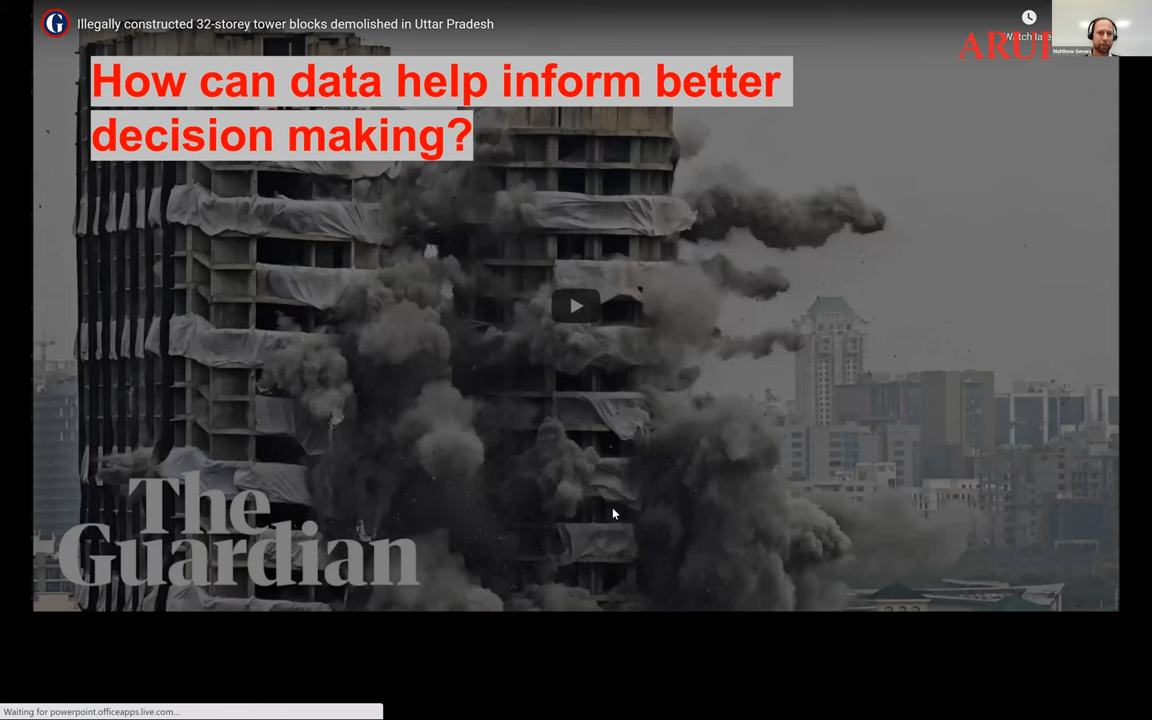 Illegally constructed 32-storey tower blocks demolished in Uttar Pradesh
Watch
How can data help inform better
decision making?
The
Guardian
Waiting for powerpoint.officeapps.live.com...